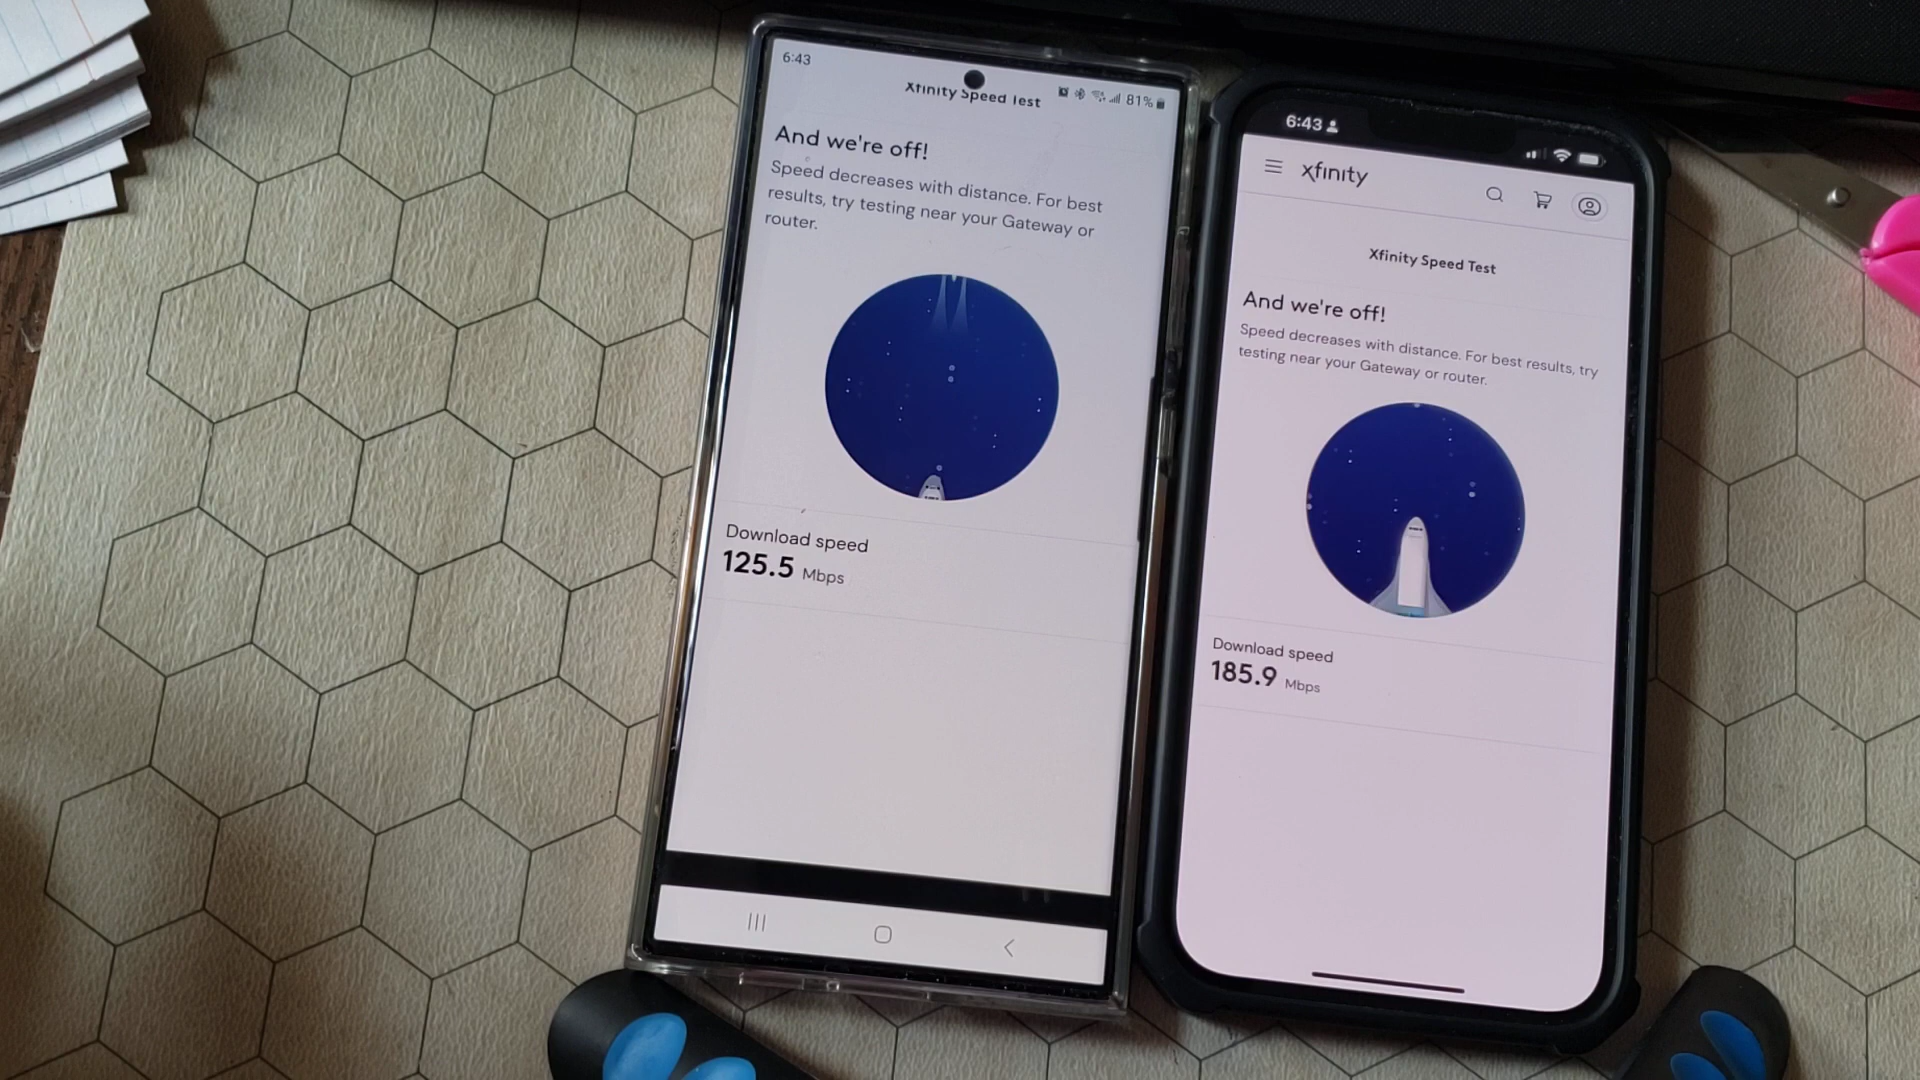 6:43
81%
Xfinity Speed Test
And we're off!
Speed decreases with distance. For best
results, try testing near your Gateway or
router.
Download speed
125.5 Mbps
6:43
xfinity
Xfinity Speed Test
And we're off!
Speed decreases with distance. For best results, try
testing near your Gateway or router.
Download speed
185.9 Mbps